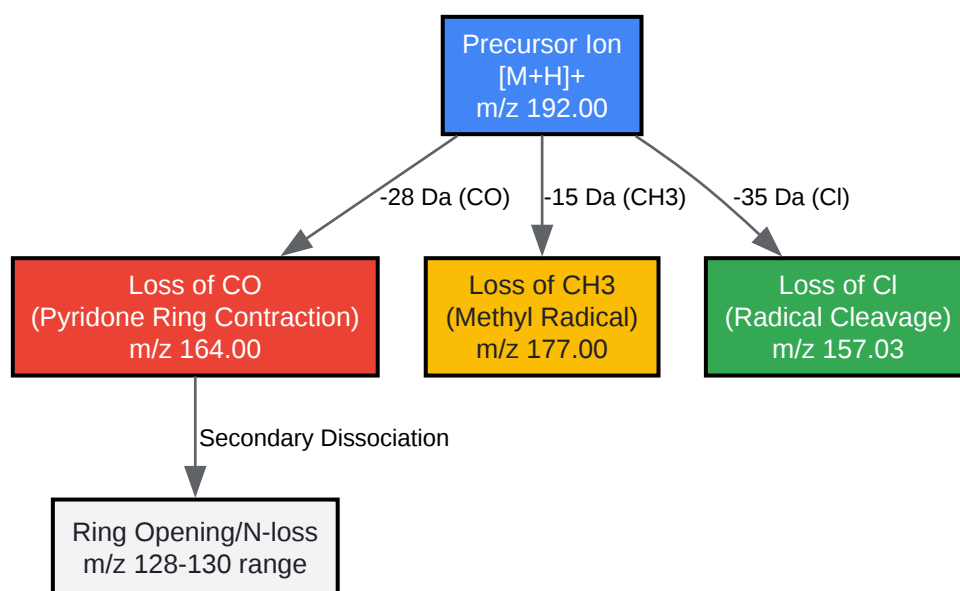 Precursor Ion
[M+H]+
m/z 192.00
-28 Da (CO)
-15 Da (CH3)
-35 Da (Cl)
Loss of CO
(Pyridone Ring Contraction)
m/z 164.00
Loss of CH3
(Methyl Radical)
m/z 177.00
Loss of Cl
(Radical Cleavage)
m/z 157.03
Secondary Dissociation
Ring Opening/N-loss
m/z 128-130 range